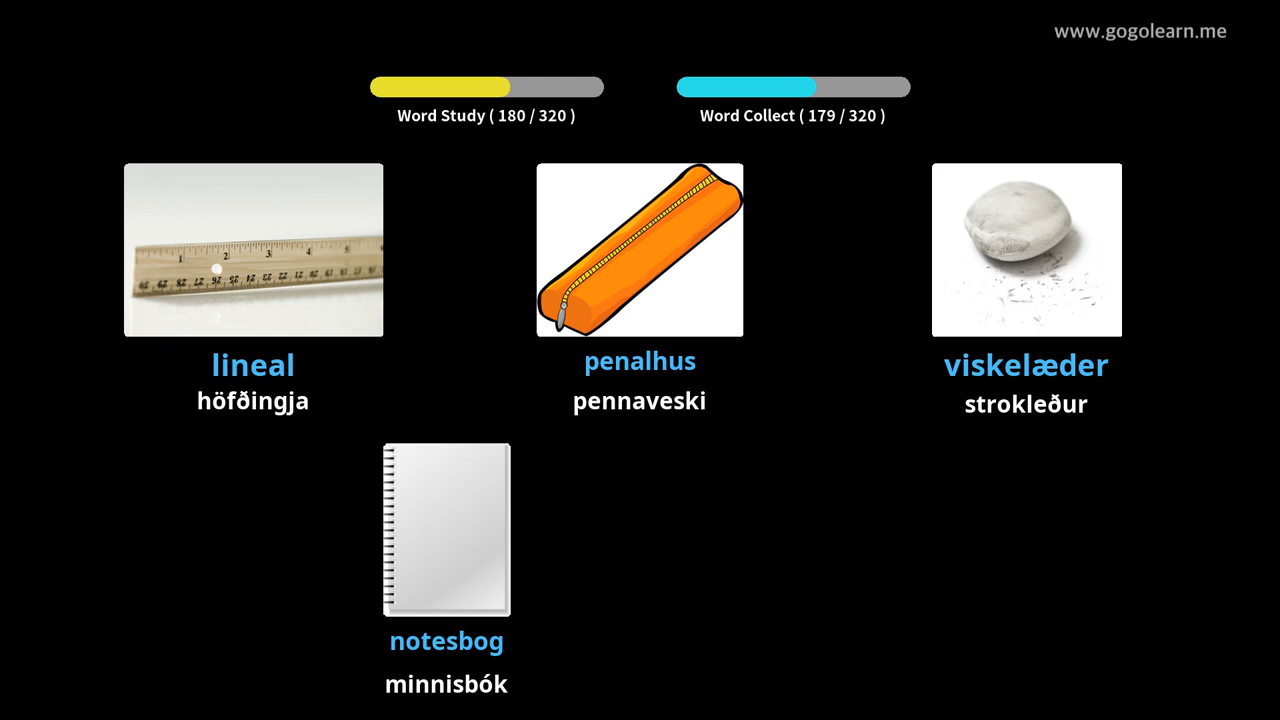 www.gogolearn.me
Word Study ( 180 / 320 )
Word Collect ( 179 / 320 )
lineal
höfðingja
penalhus
pennaveski
viskelæder
strokleður
notesbog
minnisbók